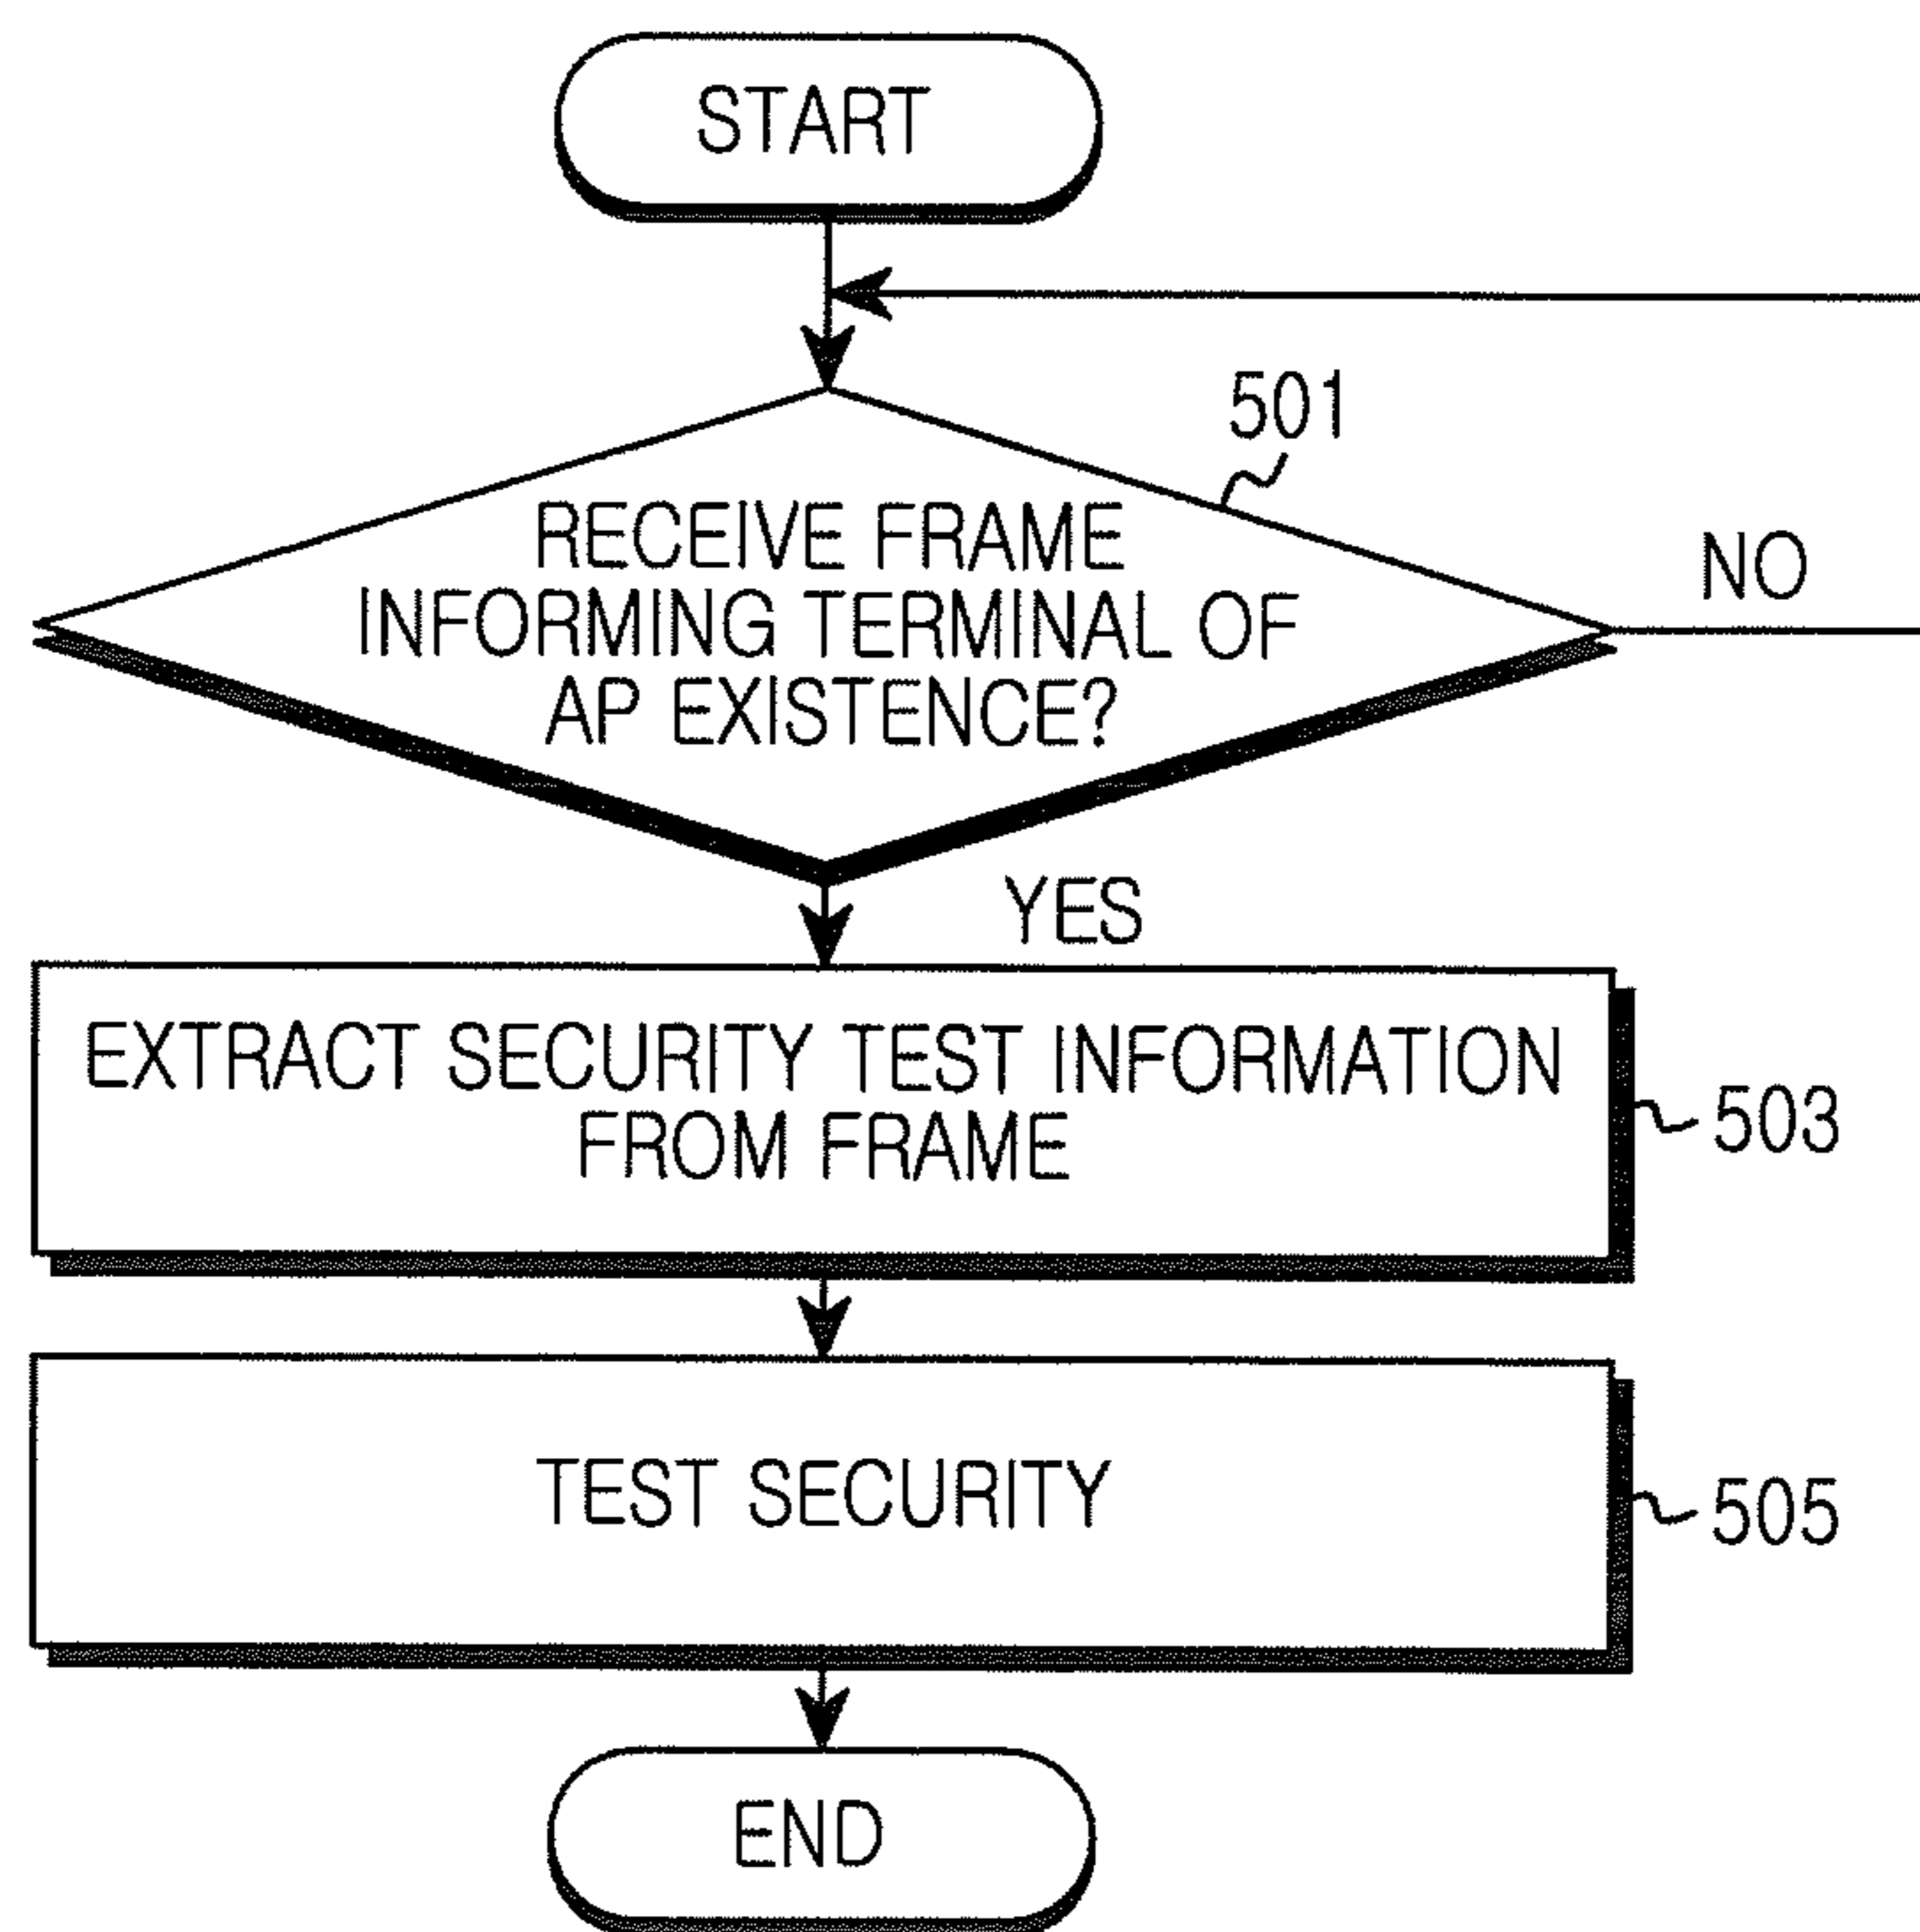 START
501
RECEIVE FRAME
INFORMING TERMINAL OF
AP EXISTENCE?
NO
YES
EXTRACT SECURITY TEST INFORMATION
FROM FRAME
503
TEST SECURITY
505
END